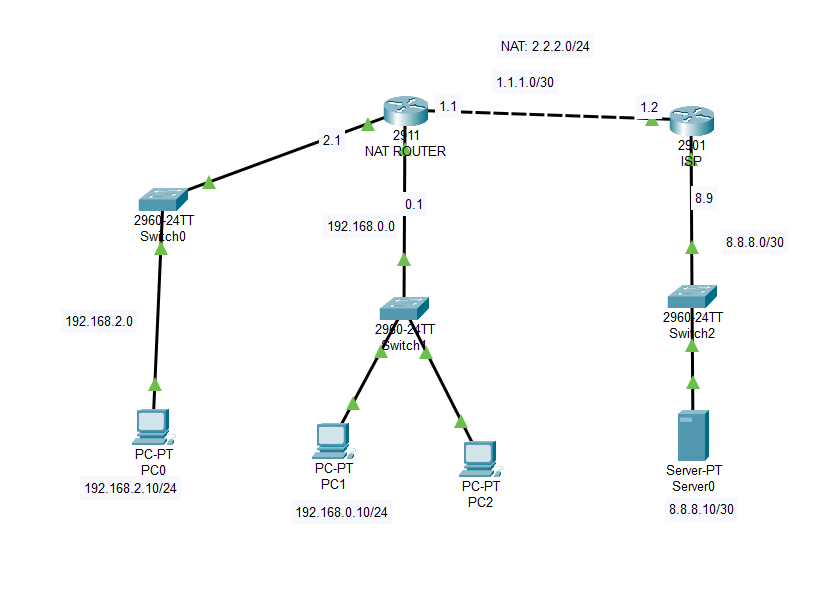 NAT: 2.2.2.0/24
1.1.1.0/30
1.1
1.2
2911
NAT ROUTER
2901
ISP
2.1
8.9
0.1
2960-24TT
Switch0
192.168.0.0
8.8.8.0/30
192.168.2.0
2960-24TT
Switch1
2960-24TT
Switch2
PC-PT
PC0
192.168.2.10/24
PC-PT
PC1
192.168.0.10/24
PC-PT
PC2
Server-PT
Server0
8.8.8.10/30